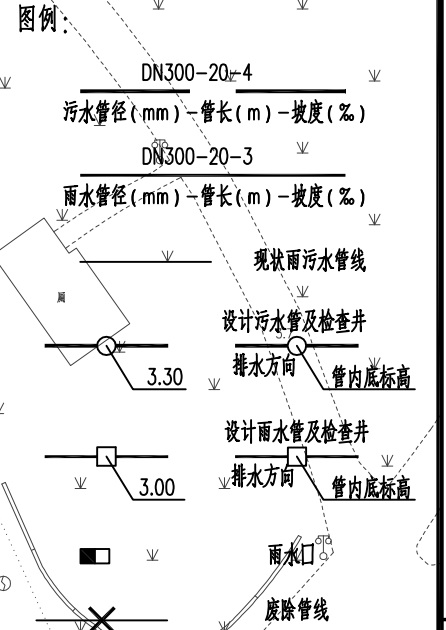 图例：
DN300-20-4
污水管径(mm)-管长(m)-坡度(‰)
DN300-20-3
雨水管径(mm)-管长(m)-坡度(‰)
现状雨污水管线
设计污水管及检查井
3.30
排水方向
管内底标高
设计雨水管及检查井
3.00
排水方向
管内底标高
雨水口
废除管线